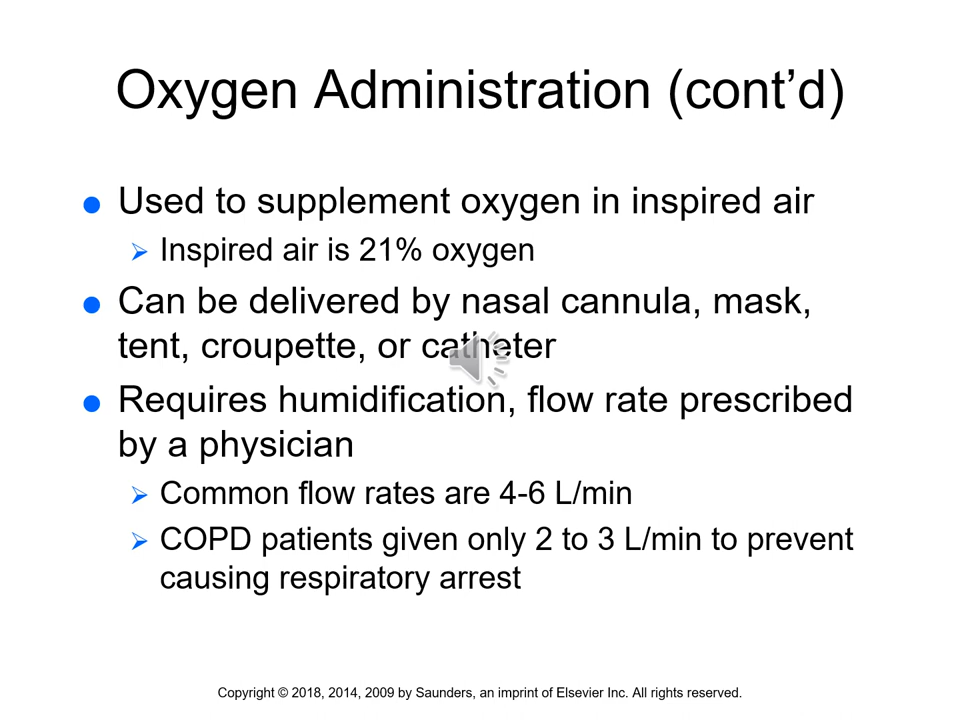 Oxygen Administration (cont’d)
Used to supplement oxygen in inspired air
Inspired air is 21% oxygen
Can be delivered by nasal cannula, mask,
tent, croupette, or catheter
Requires humidification, flow rate prescribed
by a physician
Common flow rates are 4-6 L/min
COPD patients given only 2 to 3 L/min to prevent
causing respiratory arrest
Copyright © 2018, 2014, 2009 by Saunders, an imprint of Elsevier Inc. All rights reserved.